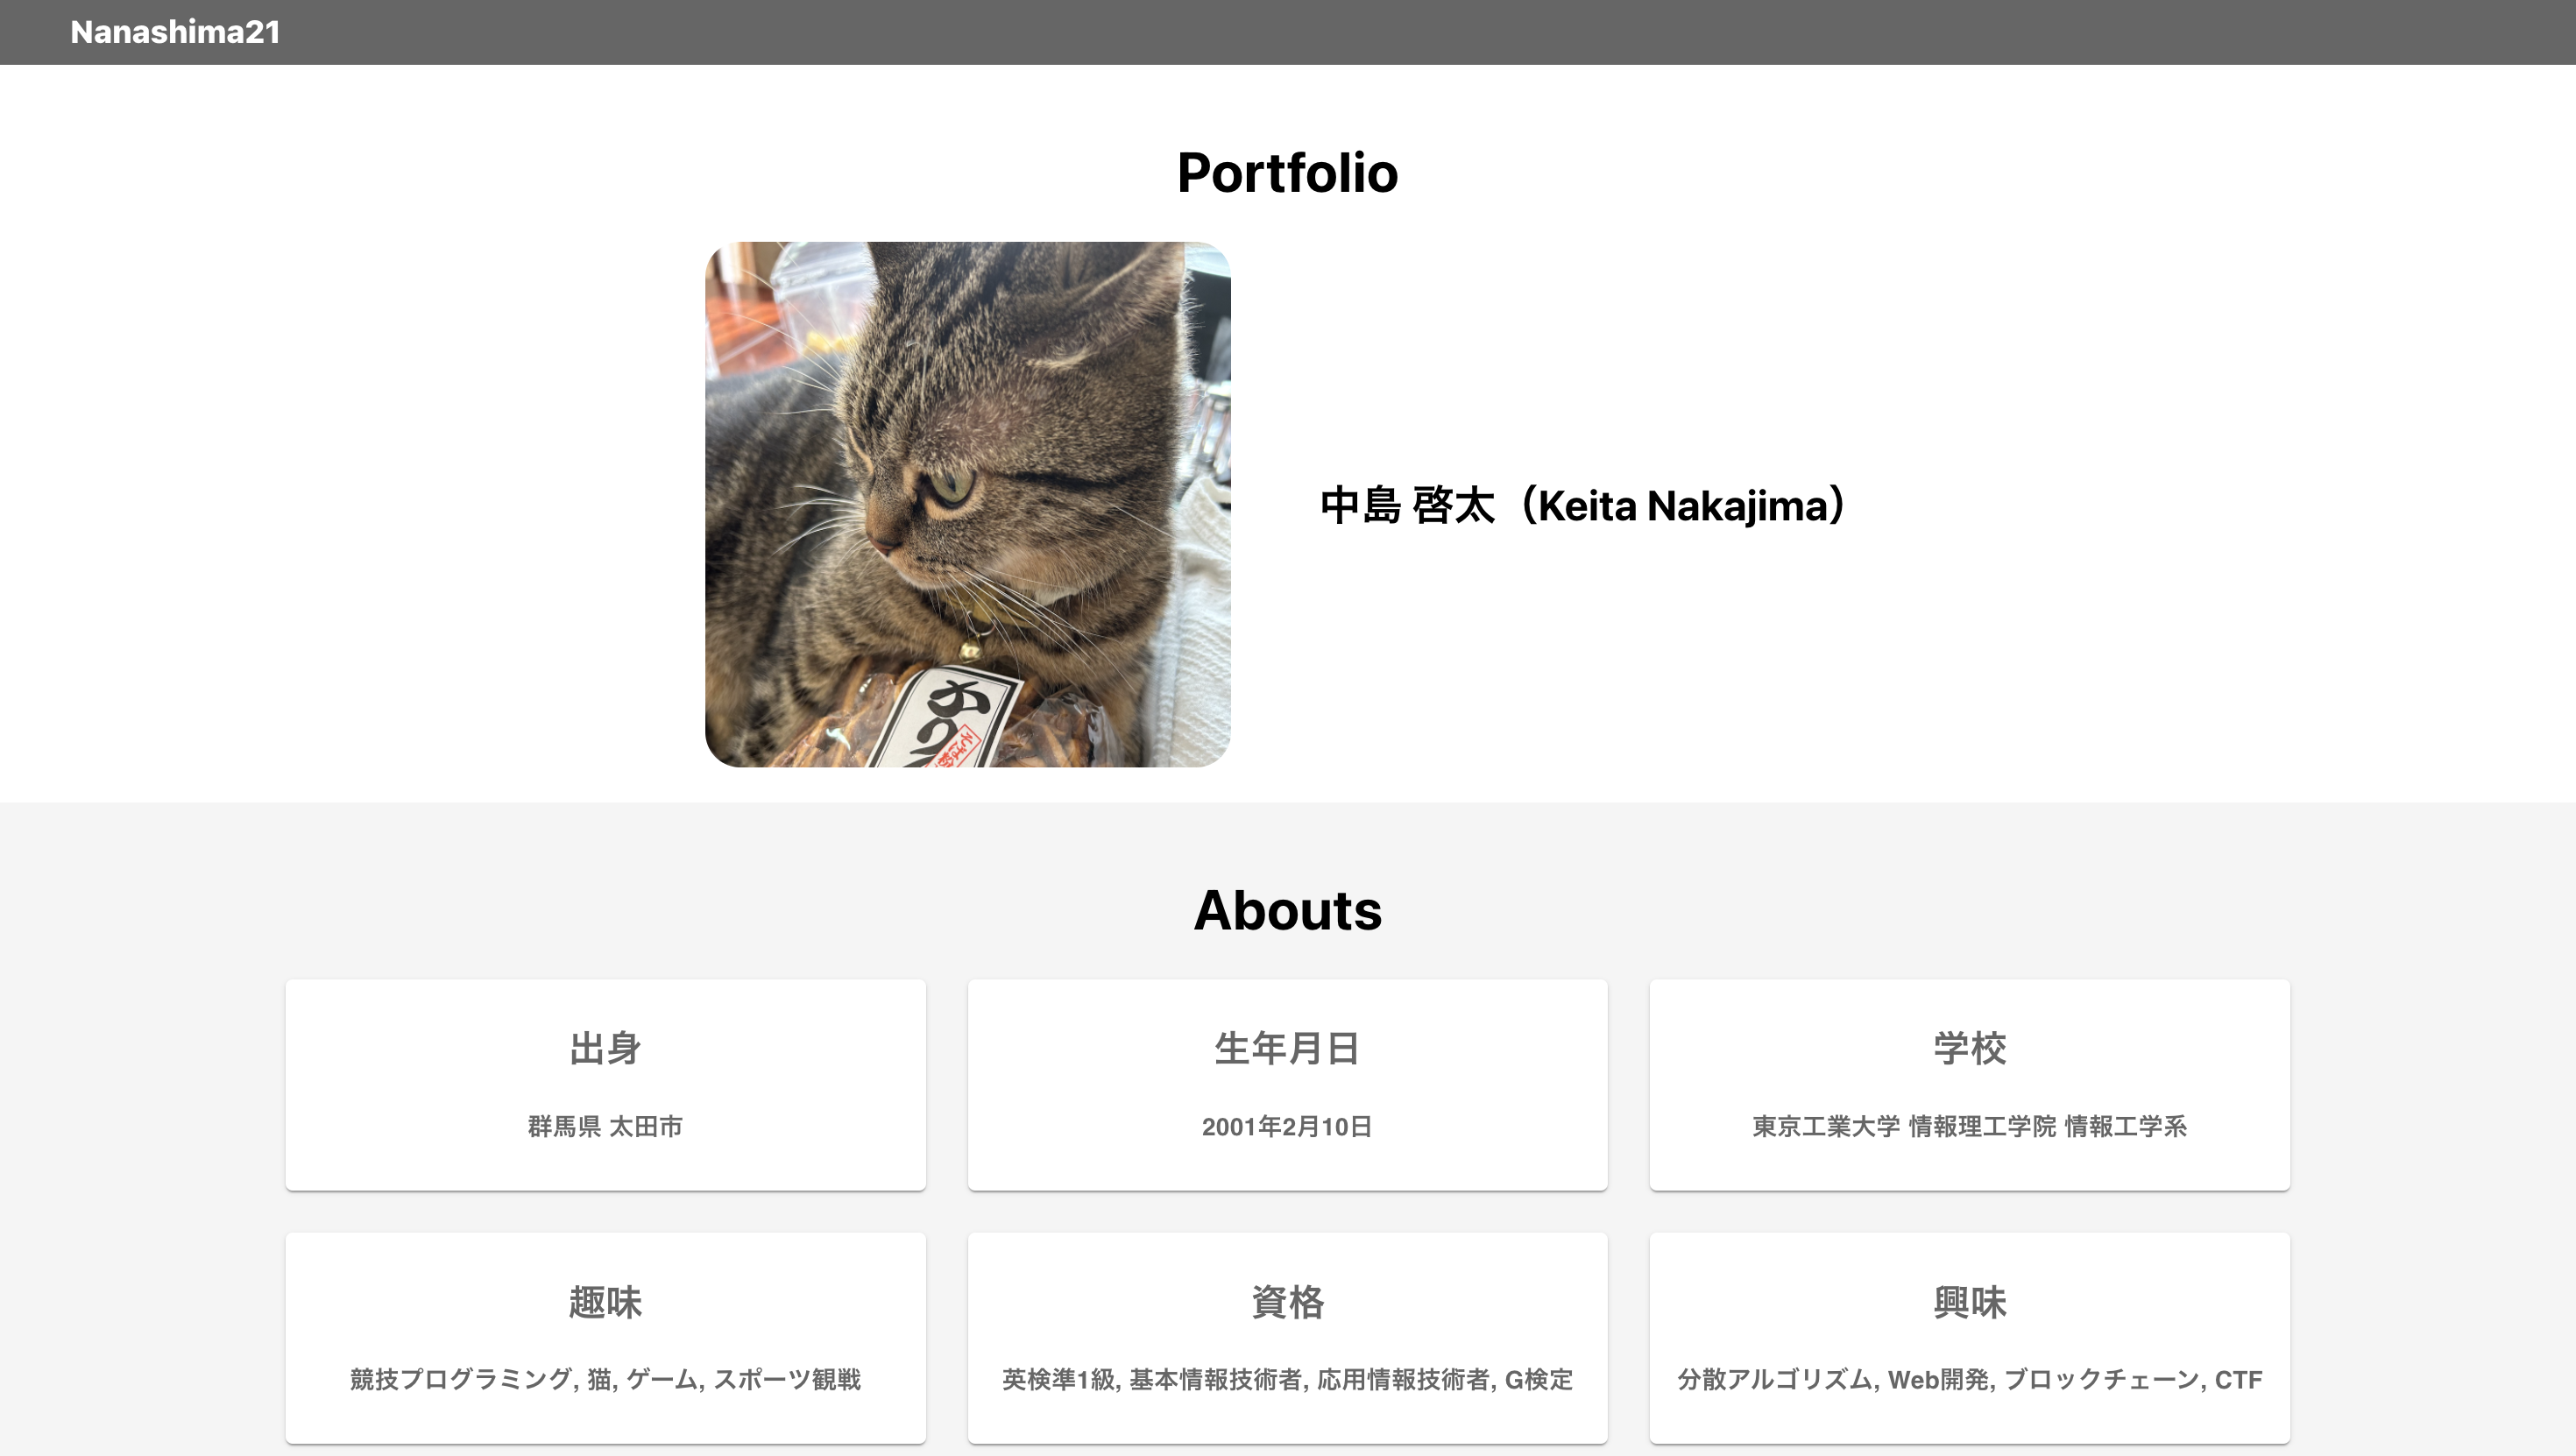 Nanashima21
Portfolio
中島 啓太（Keita Nakajima）
Abouts
出身
群馬県 太田市
生年月日
2001年2月10日
学校
東京工業大学 情報理工学院 情報工学系
趣味
競技プログラミング, 猫, ゲーム, スポーツ観戦
資格
英検準1級, 基本情報技術者, 応用情報技術者, G検定
興味
分散アルゴリズム, Web開発, ブロックチェーン, CTF